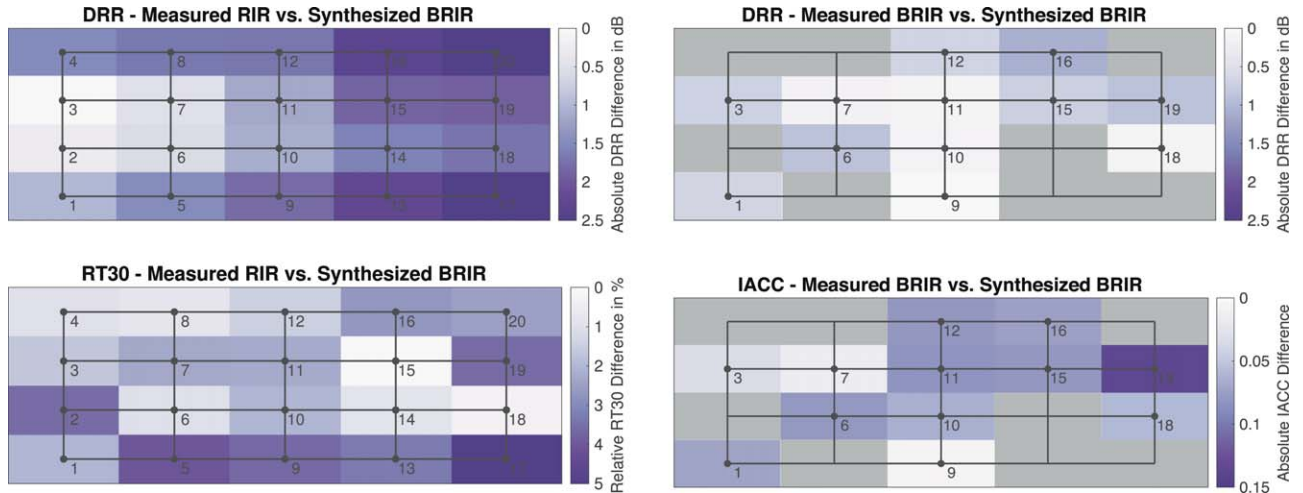 DRR - Measured RIR vs. Synthesized BRIR
4 8 12
3 7 11 15 19
2 6 10 14 18
1 5 9
0
0.5
1
1.5
2
2.5
Absolute DRR Difference in dB
DRR - Measured BRIR vs. Synthesized BRIR
12 16
3 7 11 15 19
6 10 18
1 9
0
0.5
1
1.5
2
2.5
Absolute DRR Difference in dB
RT30 - Measured RIR vs. Synthesized BRIR
4 8 12 16 20
3 7 11 15 19
2 6 10 14 18
1 5 9 13
0
1
2
3
4
5
Relative RT30 Difference in %
IACC - Measured BRIR vs. Synthesized BRIR
12 16
3 7 11 15
6 10 18
1 9
0
0.05
0.1
0.15
Absolute IACC Difference